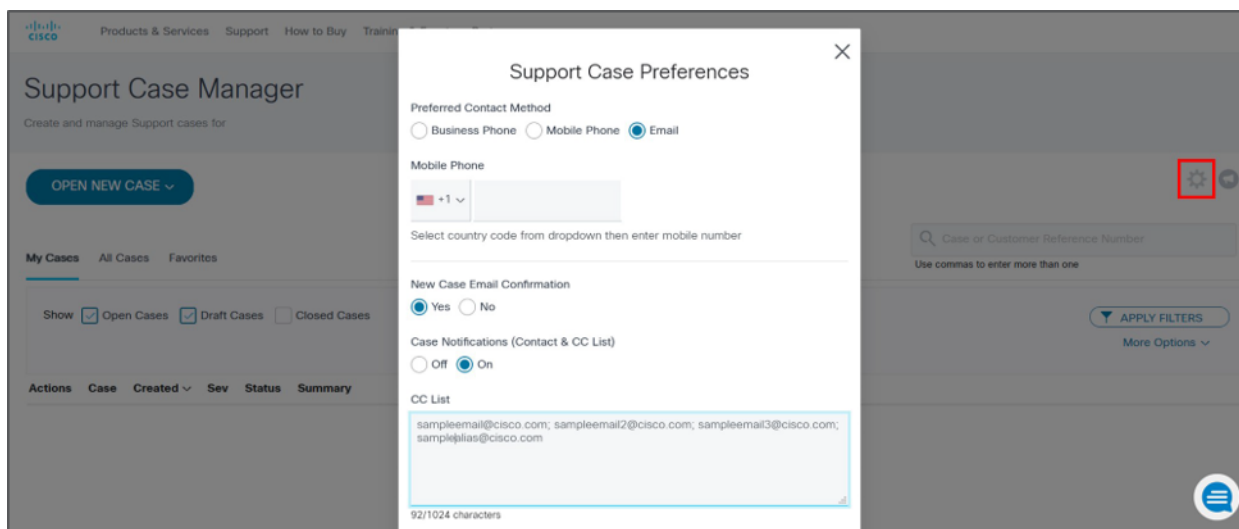 cisco
Products & Services Support How to Buy
Support Case Manager
Create and manage Support cases for
OPEN NEW CASE
My Cases All Cases Favorites
Case or Customer Reference Number
Use commas to enter more than one
Show Open Cases Draft Cases Closed Cases
APPLY FILTERS
More Options
Actions Case Created Sev Status Summary
Support Case Preferences
Preferred Contact Method
Business Phone Mobile Phone Email
Mobile Phone
+1
Select country code from dropdown then enter mobile number
New Case Email Confirmation
Yes No
Case Notifications (Contact & CC List)
Off On
CC List
sampleemail@cisco.com; sampleemail2@cisco.com; sampleemail3@cisco.com;
samplealias@cisco.com
92/1024 characters